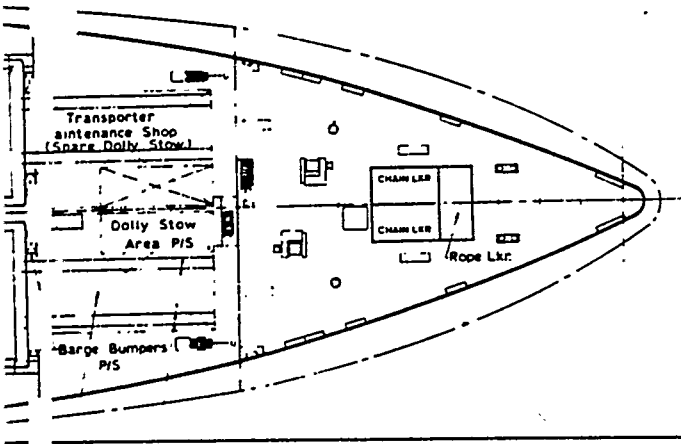 Transporter
aintenance Shop
(Spare Dolly Stow)
Dolly Stow
Area P/S
Barge Bumpers
P/S
CHAIN LKR
CHAIN LKR
Rope Lkr.